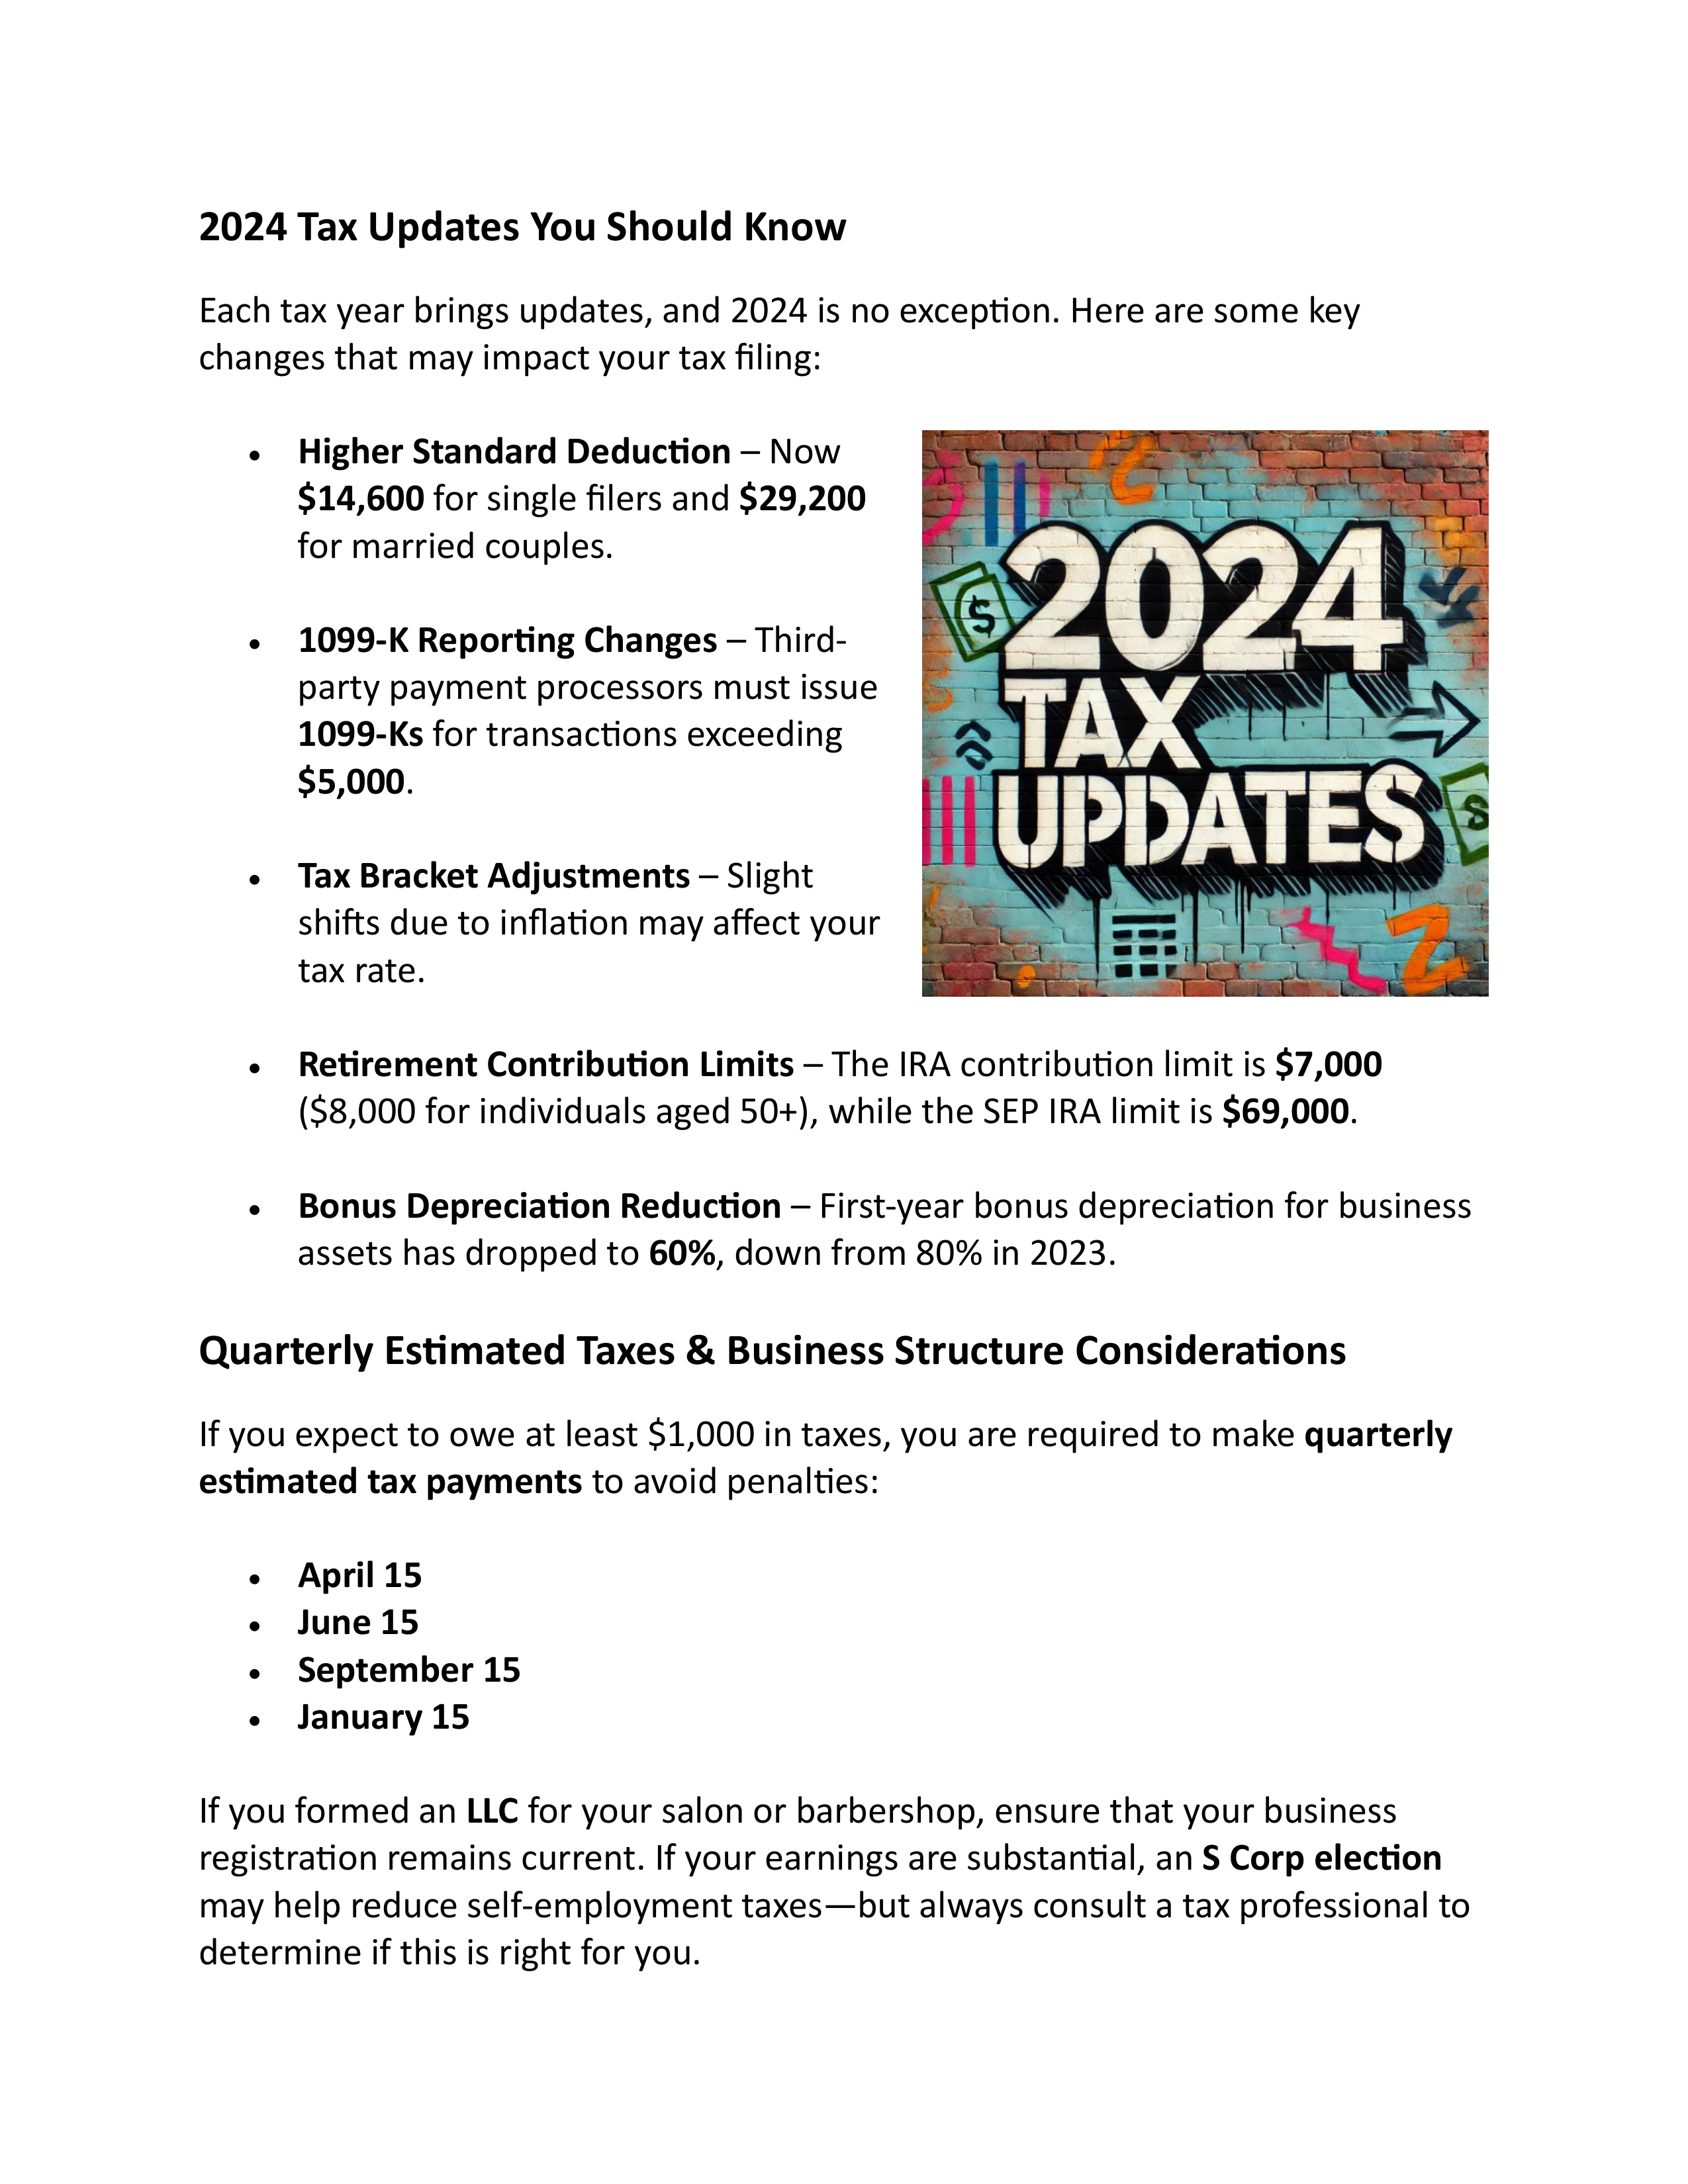 2024 Tax Updates You Should Know
Each tax year brings updates, and 2024 is no exception. Here are some key
changes that may impact your tax filing:
• Higher Standard Deduction – Now
$14,600 for single filers and $29,200
for married couples.
• 1099-K Reporting Changes – Third-
party payment processors must issue
1099-Ks for transactions exceeding
$5,000.
• Tax Bracket Adjustments – Slight
shifts due to inflation may affect your
tax rate.
$
2024
TAX
UPDATES
$
• Retirement Contribution Limits – The IRA contribution limit is $7,000
($8,000 for individuals aged 50+), while the SEP IRA limit is $69,000.
• Bonus Depreciation Reduction – First-year bonus depreciation for business
assets has dropped to 60%, down from 80% in 2023.
Quarterly Estimated Taxes & Business Structure Considerations
If you expect to owe at least $1,000 in taxes, you are required to make quarterly
estimated tax payments to avoid penalties:
• April 15
• June 15
• September 15
• January 15
If you formed an LLC for your salon or barbershop, ensure that your business
registration remains current. If your earnings are substantial, an S Corp election
may help reduce self-employment taxes—but always consult a tax professional to
determine if this is right for you.